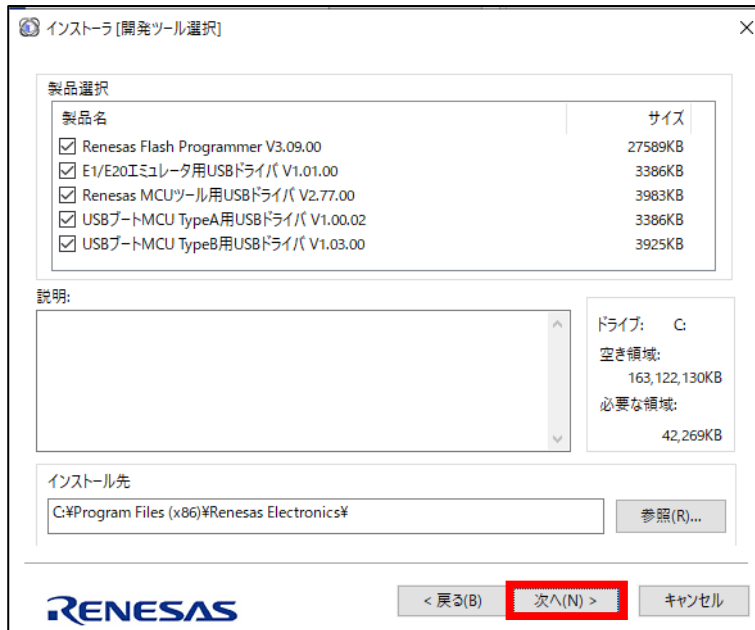 インストーラ [開発ツール選択]
製品選択
製品名 サイズ
Renesas Flash Programmer V3.09.00 27589KB
E1/E20エミュレータ用USBドライバ V1.01.00 3386KB
Renesas MCUツール用USBドライバ V2.77.00 3983KB
USBブートMCU TypeA用USBドライバ V1.00.02 3386KB
USBブートMCU TypeB用USBドライバ V1.03.00 3925KB
説明:
ドライブ: C:
空き領域:
163,122,130KB
必要な領域:
42,269KB
インストール先
C:¥Program Files (x86)¥Renesas Electronics¥ 参照(R)...
RENESAS < 戻る(B) 次へ(N) > キャンセル